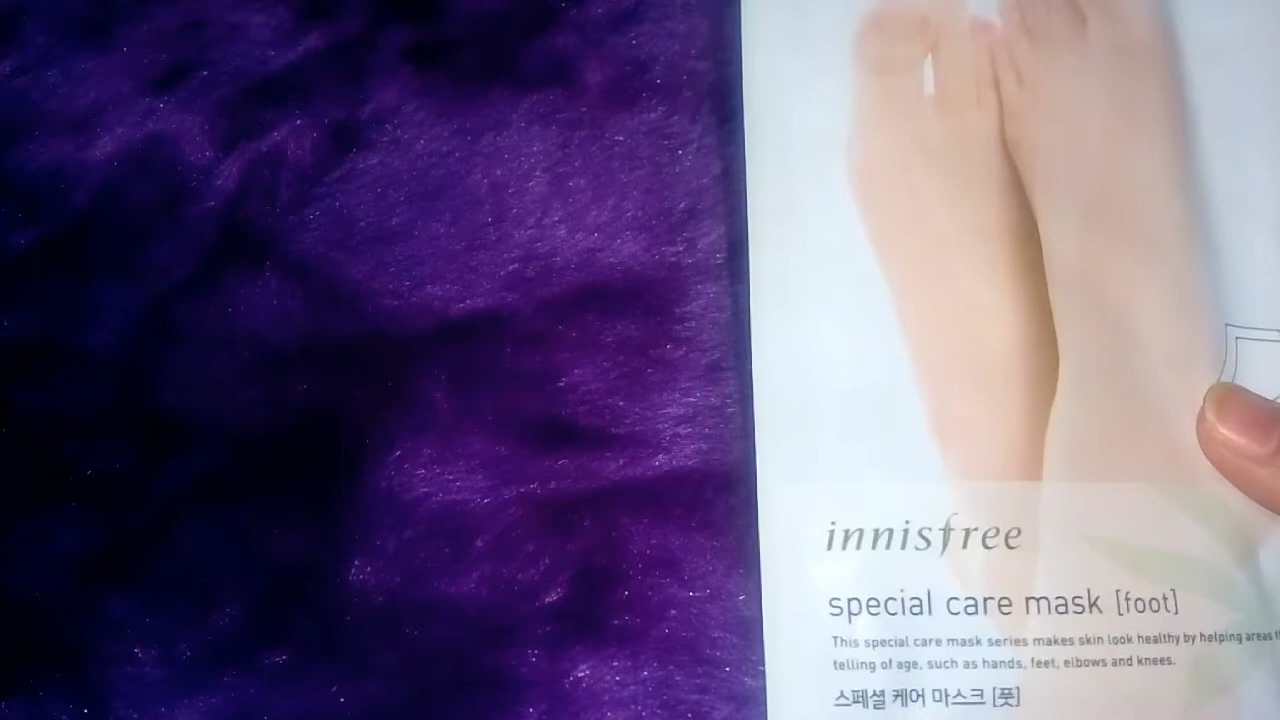 innisfree
special care mask [foot]
This special care mask series makes skin look healthy by helping areas
telling of age, such as hands, feet, elbows and knees.
스페셜 케어 마스크 [풋]